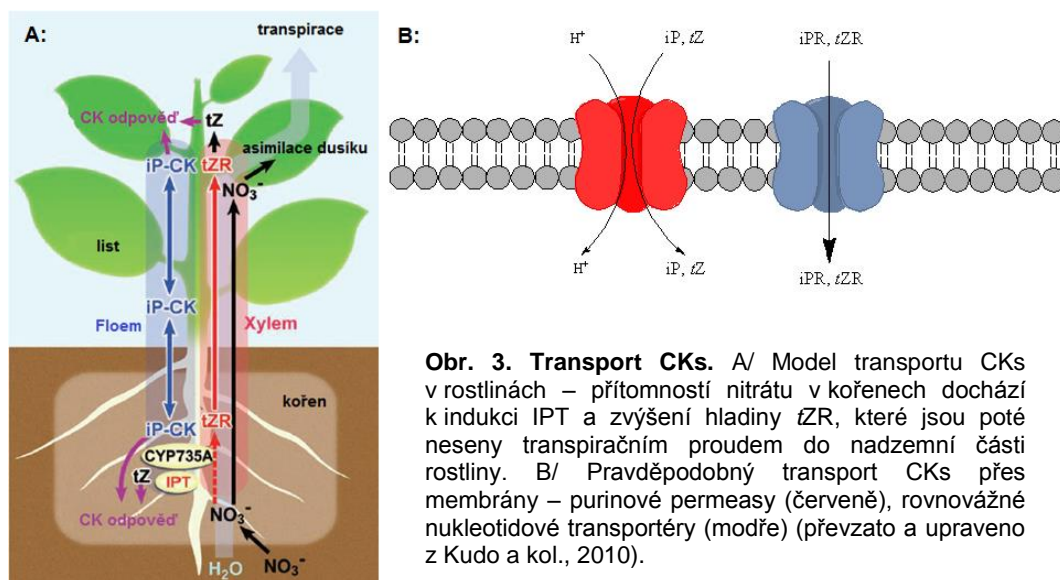 A:
transpirace
CK odpověď
tZ
iP-CK
tZR
asimilace dusíku
NO₃⁻
list
iP-CK
Floem
Xylem
kořen
iP-CK
tZR
CYP735A
tZ
IPT
CK odpověď
NO₃⁻
NO₃⁻
H₂O
B:
H⁺
iP, tZ
iPR, tZR
H⁺
iP, tZ
iPR, tZR
Obr. 3. Transport CKs. A/ Model transportu CKs
v rostlinách – přítomností nitrátu v kořenech dochází
k indukci IPT a zvýšení hladiny tZR, které jsou poté
neseny transpiračním proudem do nadzemní části
rostliny. B/ Pravděpodobný transport CKs přes
membrány – purinové permeasy (červeně), rovnovážné
nukleotidové transportéry (modře) (převzato a upraveno
z Kudo a kol., 2010).